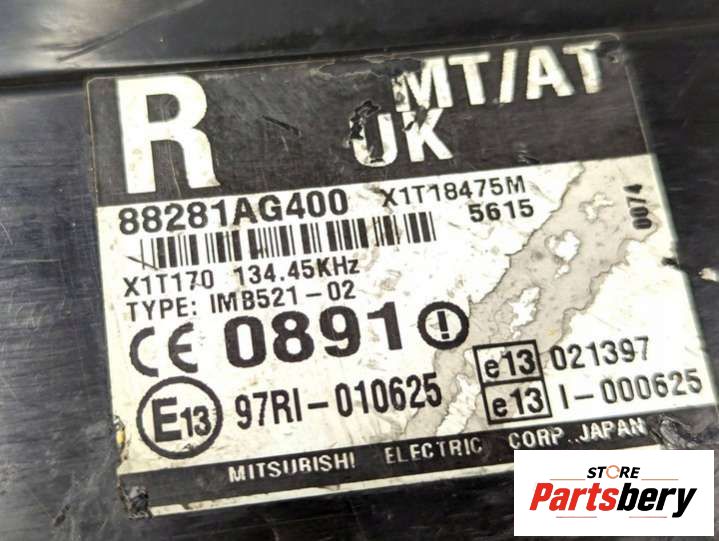 R MT/AT
UK
88281AG400 X1T18475M
5615
0074
X1T170 134.45KHz
TYPE: IMB521-02
CE 0891
E13 97RI-010625
e13 021397
e13 I-000625
MITSUBISHI ELECTRIC CORP. JAPAN
STORE
Partsbery